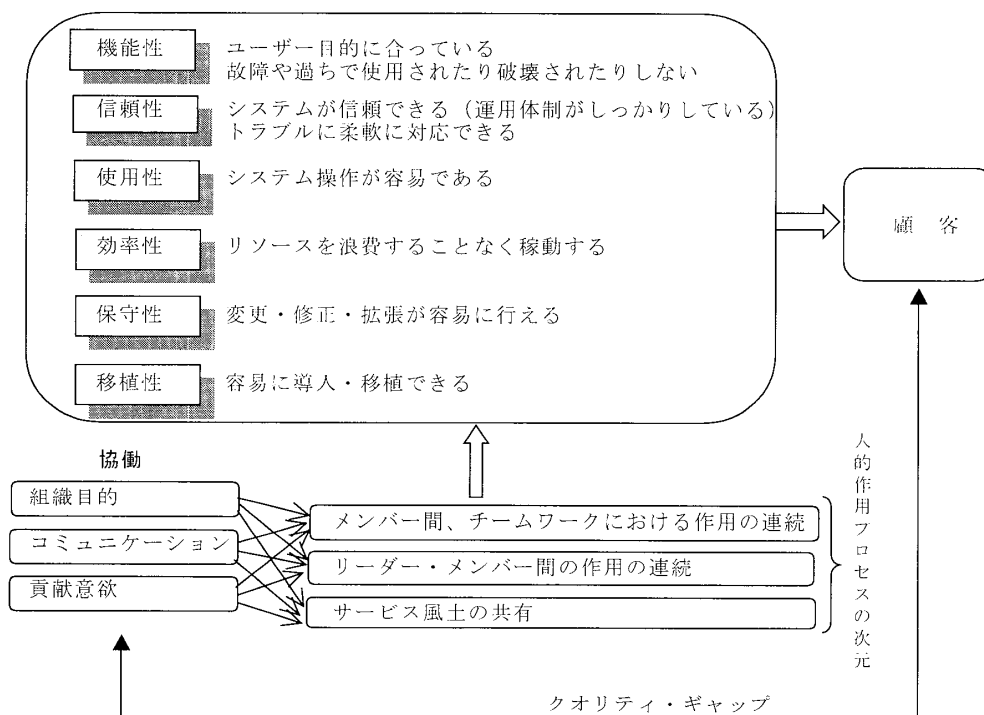 機能性
ユーザー目的に合っている
故障や過ちで使用されたり破壊されたりしない
信頼性
システムが信頼できる（運用体制がしっかりしている）
トラブルに柔軟に対応できる
使用性
システム操作が容易である
効率性
リソースを浪費することなく稼動する
保守性
変更・修正・拡張が容易に行える
移植性
容易に導人・移植できる
顧 客
協働
組織目的
コミュニケーション
貢献意欲
メンバー間、チームワークにおける作用の連続
リーダー・メンバー間の作用の連続
サービス風土の共有
人的作用プロセスの次元
クオリティ・ギャップ